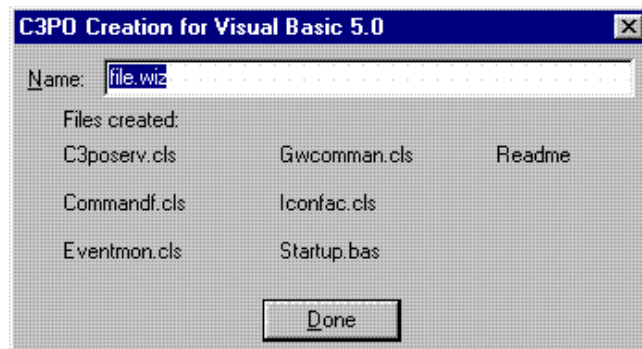 C3PO Creation for Visual Basic 5.0
Name: file.wiz
Files created:
C3poserv.cls Gwcomman.cls Readme
Commandf.cls Iconfac.cls
Eventmon.cls Startup.bas
Done